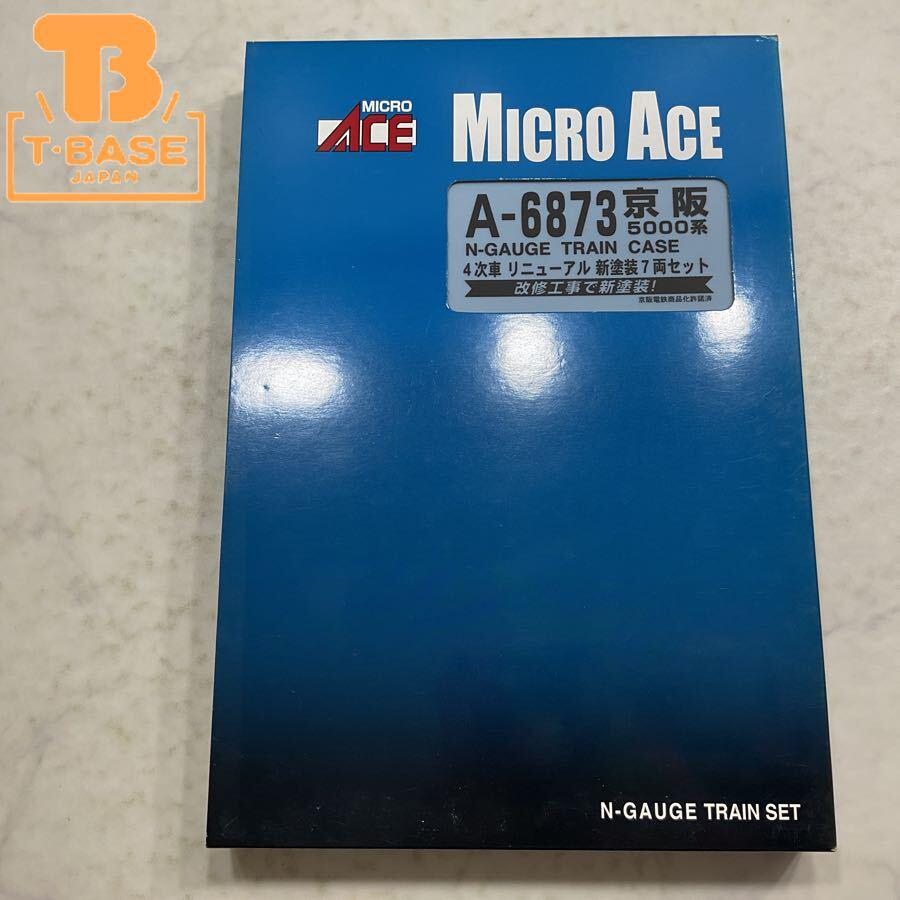 B
T·BASE
JAPAN
MICRO
ACE
MICRO ACE
A-6873 京阪
5000系
N-GAUGE TRAIN CASE
4次車 リニューアル 新塗装7両セット
改修工事で新塗装!
京阪電鉄商品化許諾済
N-GAUGE TRAIN SET